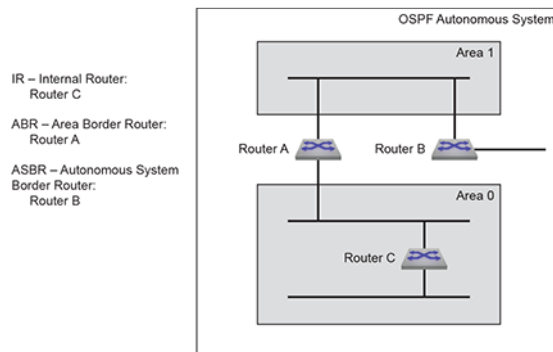 OSPF Autonomous System
Area 1
IR – Internal Router:
Router C
ABR – Area Border Router:
Router A
ASBR – Autonomous System
Border Router:
Router B
Router A
Router B
Area 0
Router C